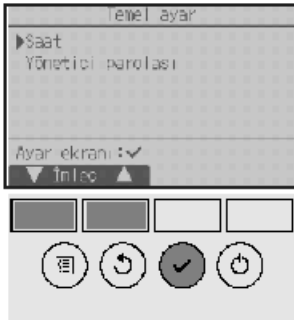 Temel ayar
▶Saat
Yönetici parolası
Ayar ekranı:✓
▼ İmleç ▲